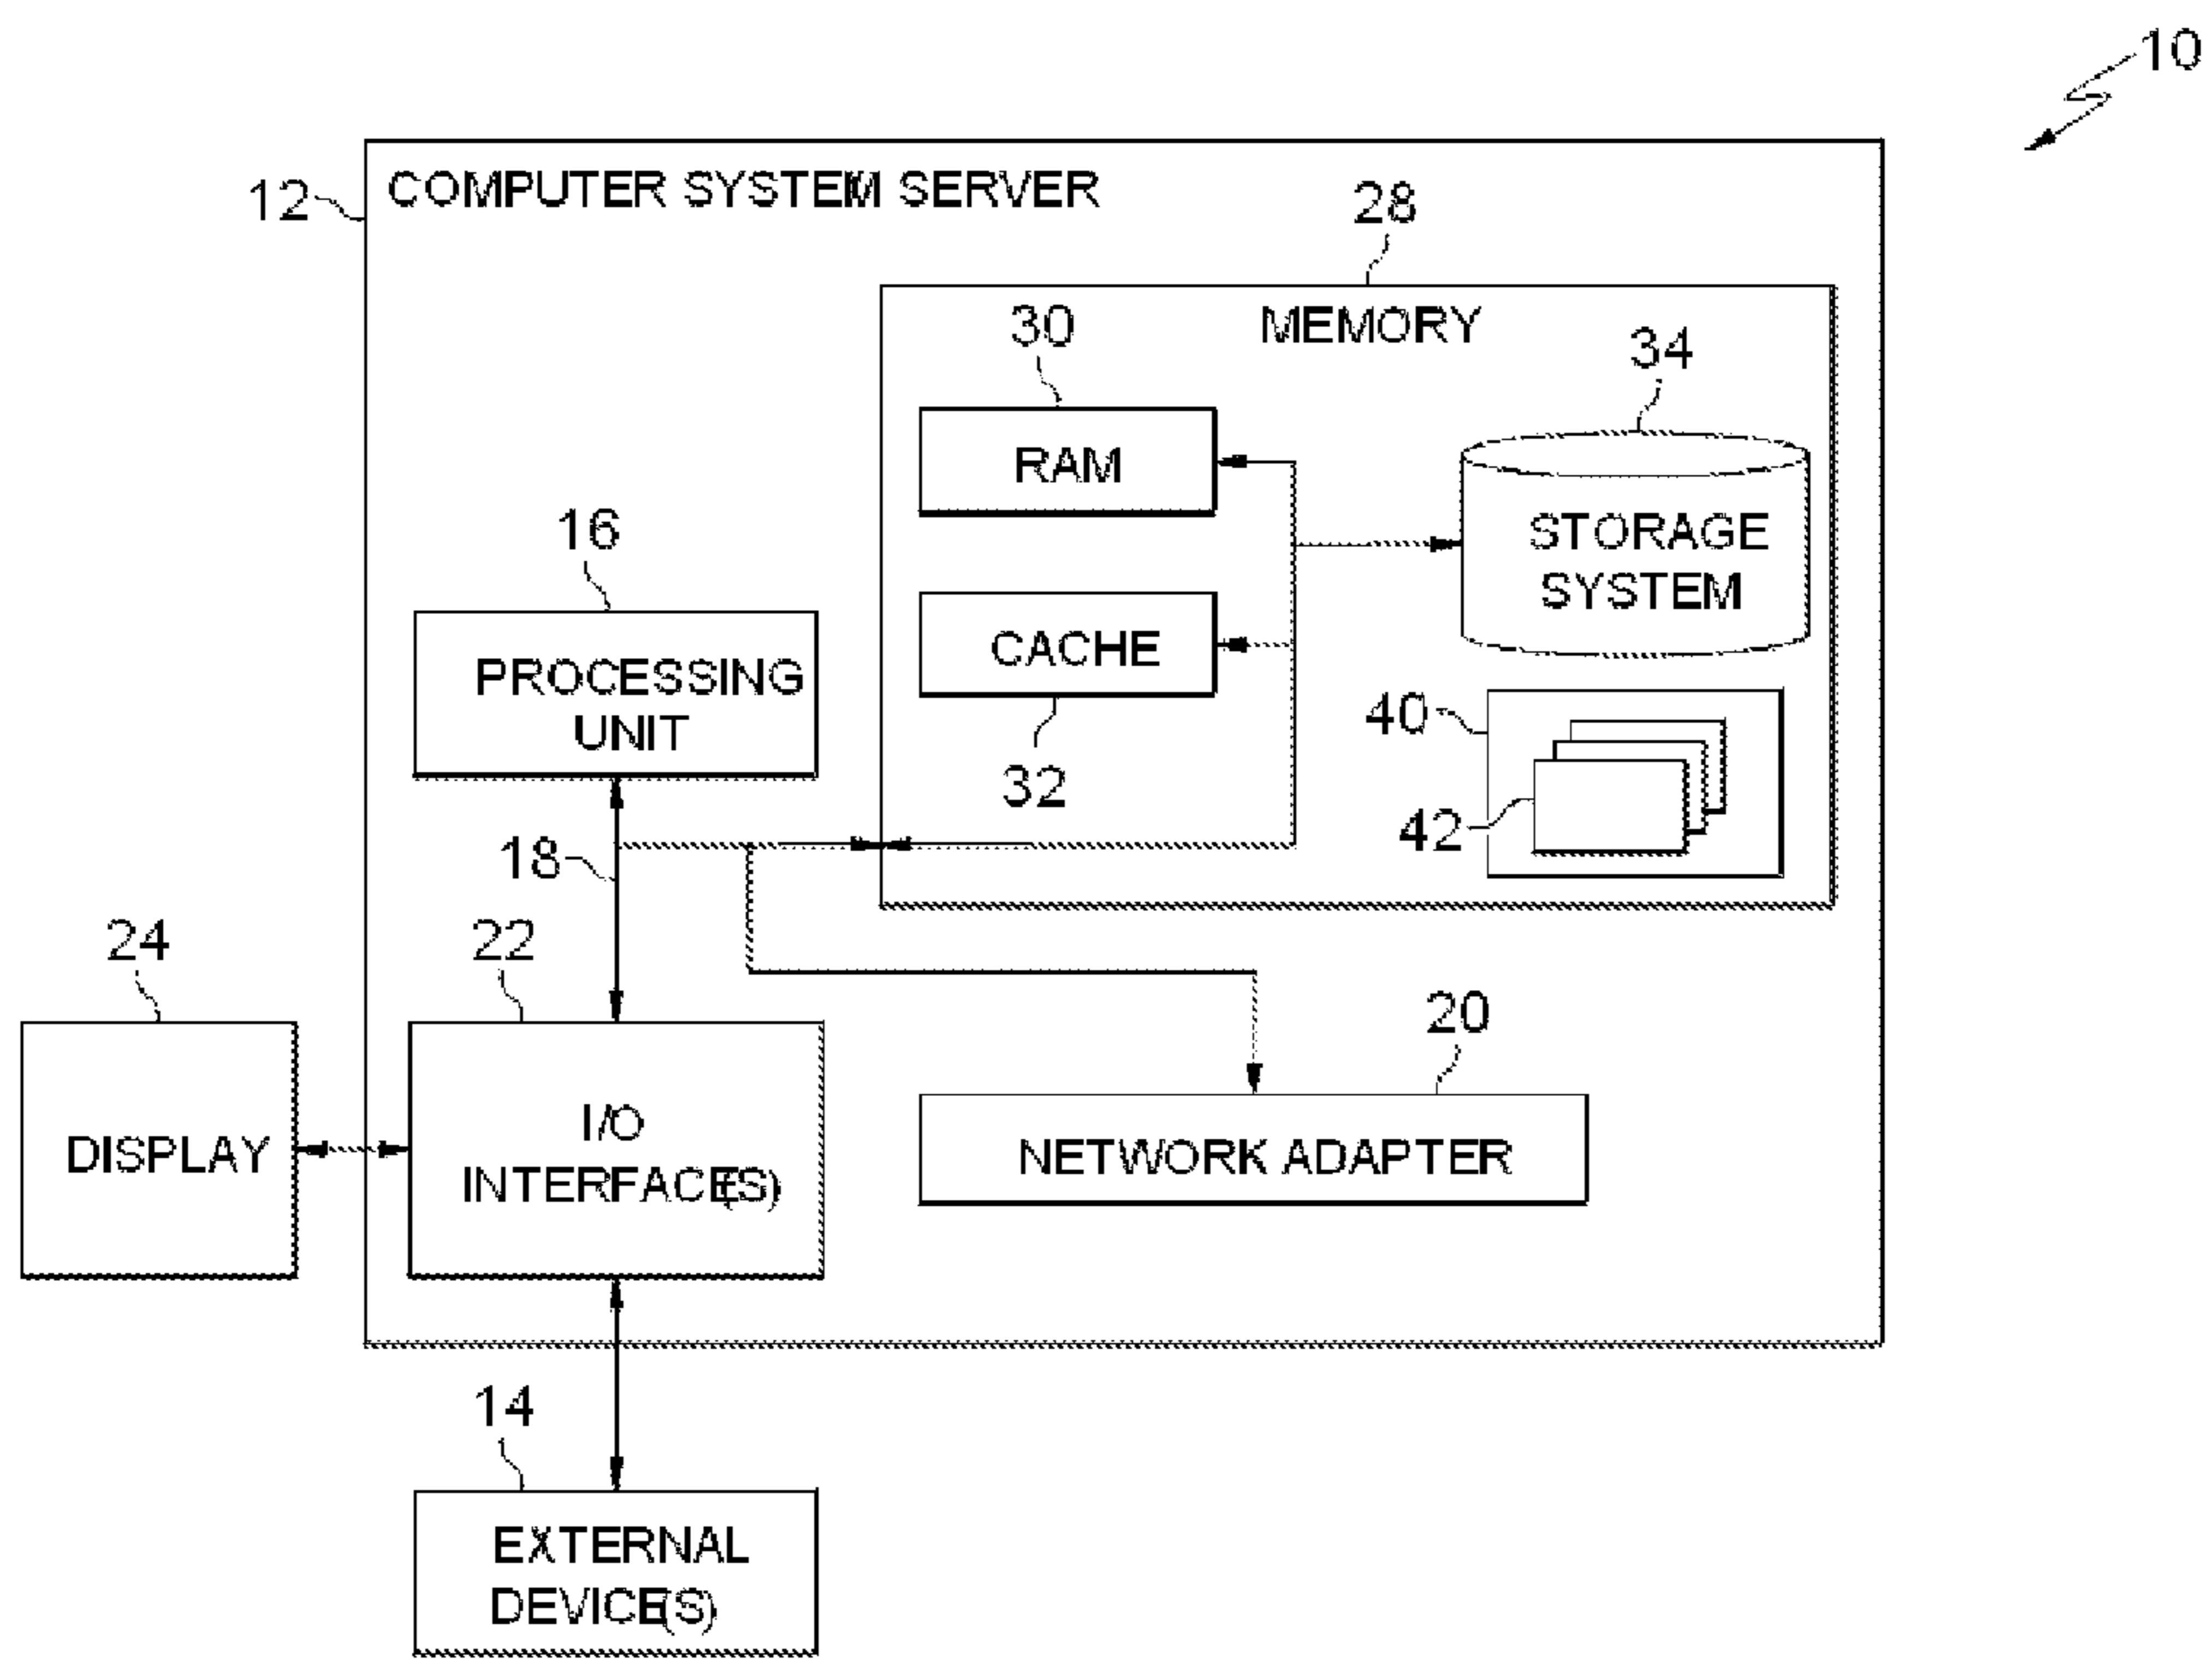 10
12
COMPUTER SYSTEM SERVER
28
MEMORY
30
34
RAM
STORAGE
SYSTEM
16
PROCESSING
UNIT
CACHE
32
40
42
18
24
22
20
DISPLAY
I/O
INTERFACE(S)
NETWORK ADAPTER
14
EXTERNAL
DEVICE(S)